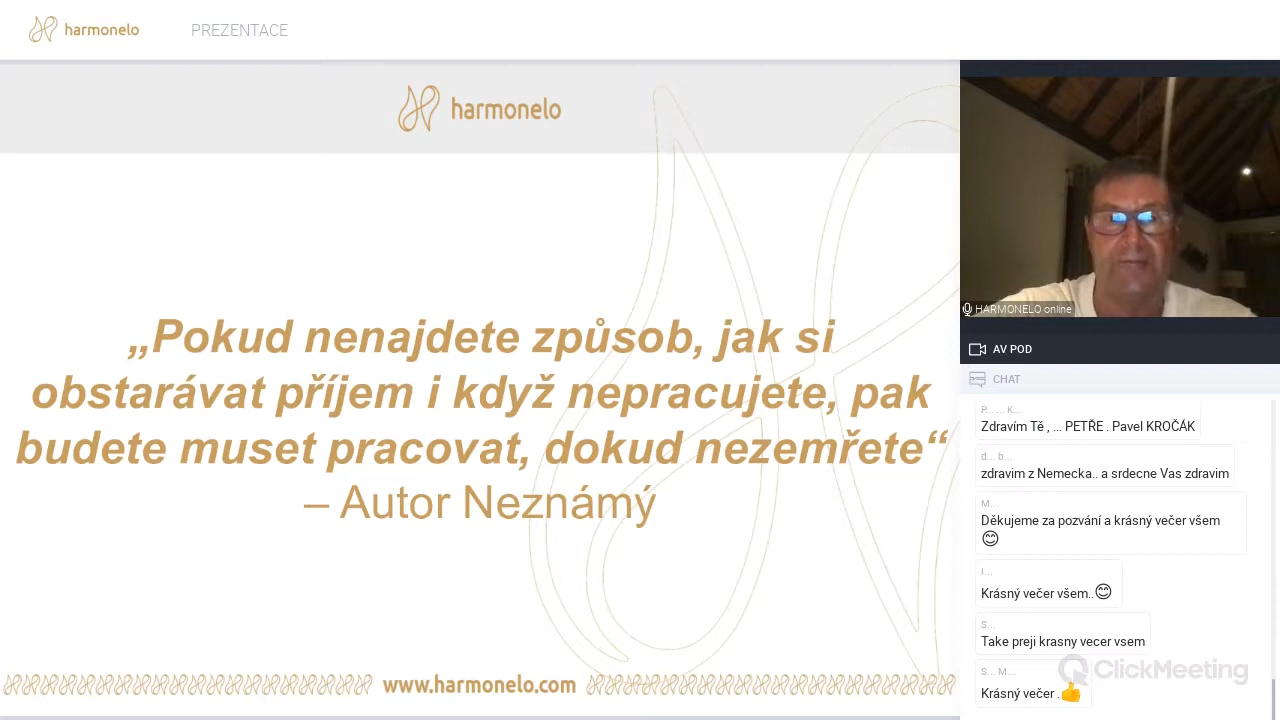 harmonelo
PREZENTACE
harmonelo
„Pokud nenajdete způsob, jak si
obstarávat příjem i když nepracujete, pak
budete muset pracovat, dokud nezemřete“
– Autor Neznámý
www.harmonelo.com
HARMONELO online
AV POD
CHAT
P... ... K...
Zdravím Tě , ... PETŘE . Pavel KROČÁK
d... b...
zdravim z Nemecka.. a srdecne Vas zdravim
M...
Děkujeme za pozvání a krásný večer všem
😊
I...
Krásný večer všem..😊
S...
Take preji krasny vecer vsem
S... M...
Krásný večer .👍
ClickMeeting